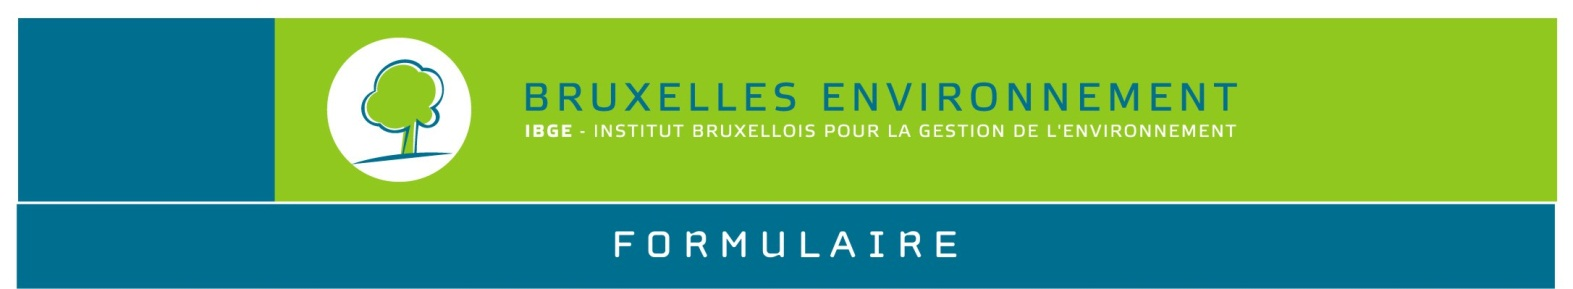 BRUXELLES ENVIRONNEMENT
IBGE - INSTITUT BRUXELLOIS POUR LA GESTION DE L'ENVIRONNEMENT
FORMULAIRE